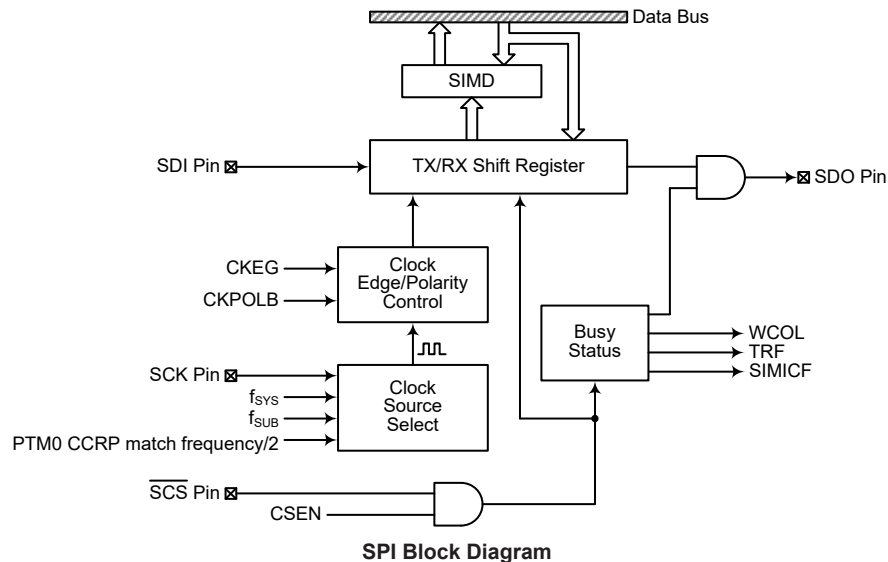 Data Bus
SIMD
SDI Pin
TX/RX Shift Register
SDO Pin
CKEG
CKPOLB
Clock
Edge/Polarity
Control
Busy
Status
WCOL
TRF
SIMICF
SCK Pin
fSYS
fSUB
PTM0 CCRP match frequency/2
Clock
Source
Select
SCS Pin
CSEN
SPI Block Diagram